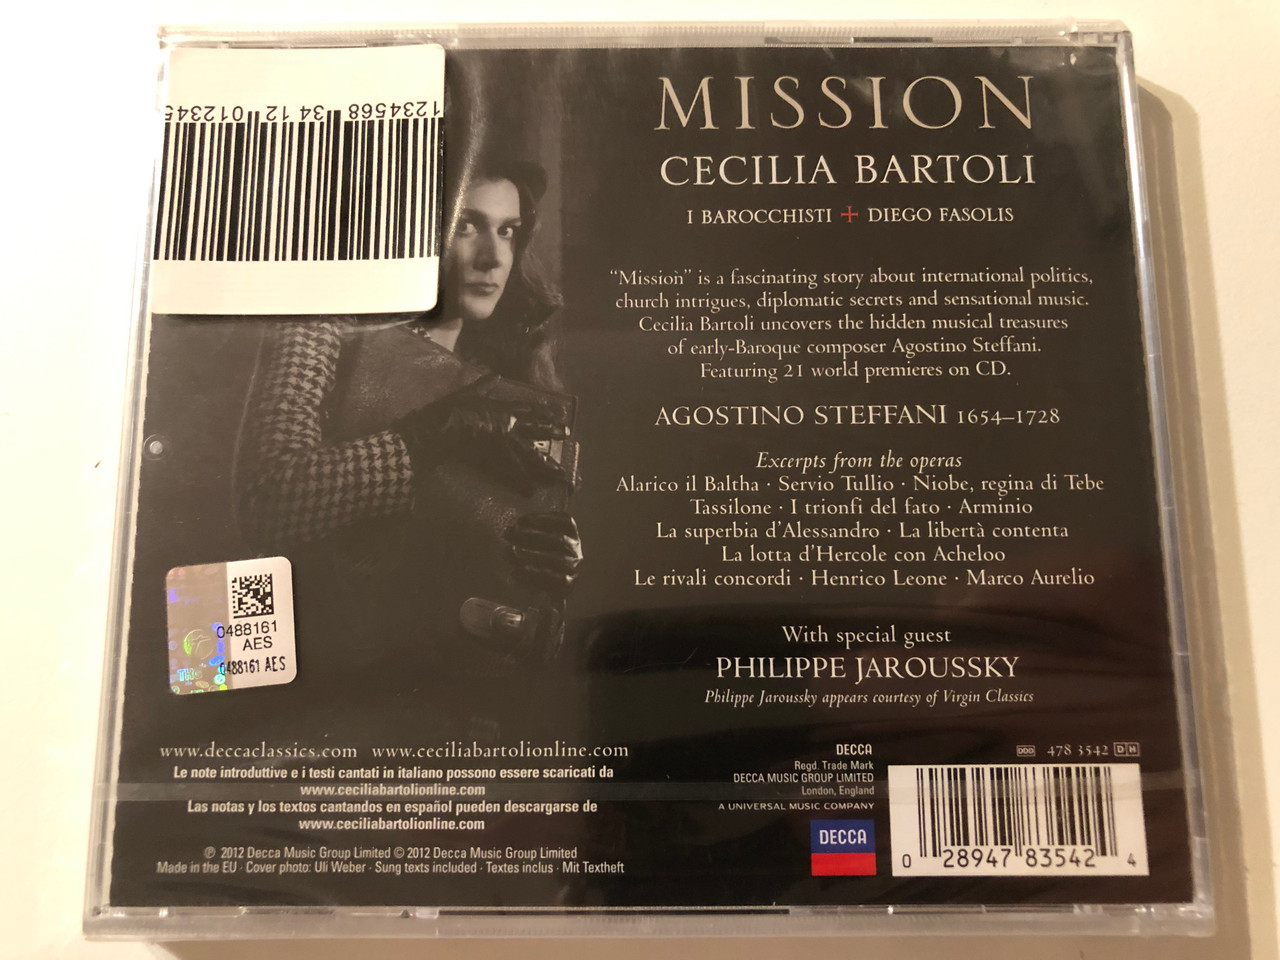 1234568 34 12 012345
MISSION
CECILIA BARTOLI
I BAROCCHISTI + DIEGO FASOLIS
“Mission” is a fascinating story about international politics,
church intrigues, diplomatic secrets and sensational music.
Cecilia Bartoli uncovers the hidden musical treasures
of early-Baroque composer Agostino Steffani.
Featuring 21 world premieres on CD.
AGOSTINO STEFFANI 1654–1728
Excerpts from the operas
Alarico il Baltha · Servio Tullio · Niobe, regina di Tebe
Tassilone · I trionfi del fato · Arminio
La superbia d’Alessandro · La libertà contenta
La lotta d’Hercole con Acheloo
Le rivali concordi · Henrico Leone · Marco Aurelio
With special guest
PHILIPPE JAROUSSKY
Philippe Jaroussky appears courtesy of Virgin Classics
0488161
AES
0488161 AES
www.deccaclassics.com www.ceciliabartolionline.com
Le note introduttive e i testi cantati in italiano possono essere scaricati da
www.ceciliabartolionline.com
Las notas y los textos cantandos en español pueden descargarse de
www.ceciliabartolionline.com
℗ 2012 Decca Music Group Limited © 2012 Decca Music Group Limited
Made in the EU · Cover photo: Uli Weber · Sung texts included · Textes inclus · Mit Textheft
DECCA
Regd. Trade Mark
DECCA MUSIC GROUP LIMITED
London, England
A UNIVERSAL MUSIC COMPANY
DECCA
DDD 478 3542 DH
0 28947 83542 4